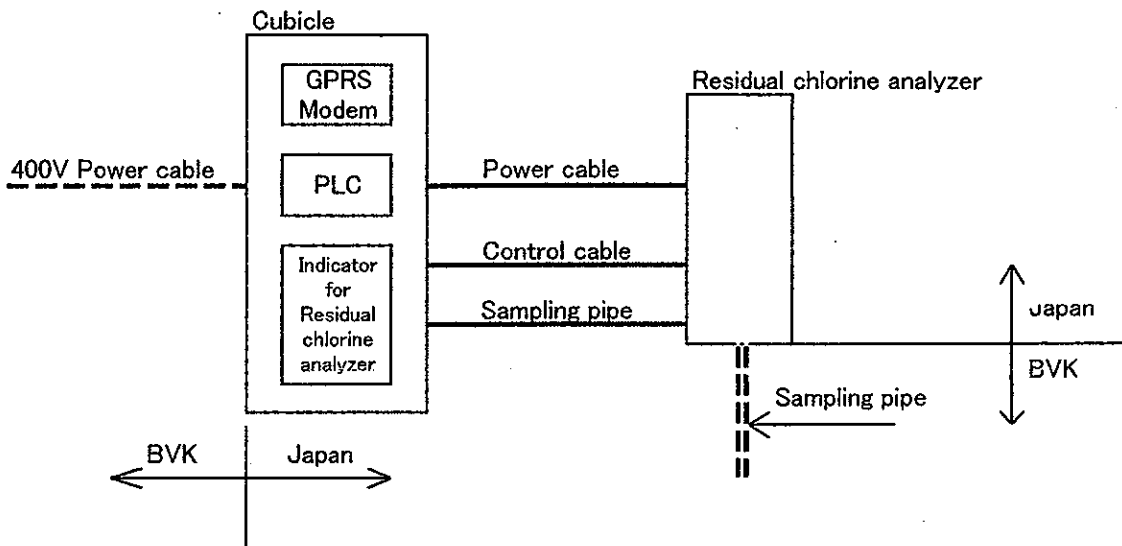 Cubicle
GPRS
Modem
Residual chlorine analyzer
400V Power cable
PLC
Power cable
Control cable
Indicator
for
Residual
chlorine
analyzer
Sampling pipe
Japan
BVK
Sampling pipe
BVK
Japan